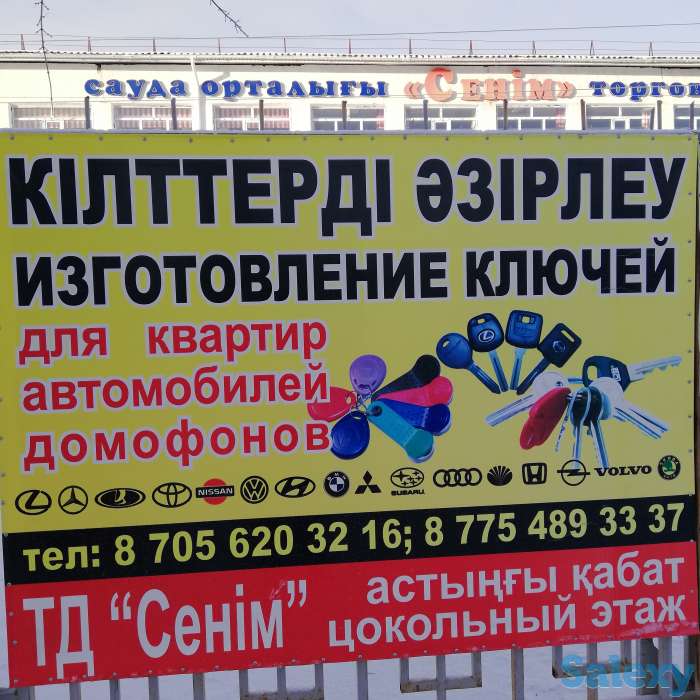 сауда орталығы «Сенім» торгов
КІЛТТЕРДІ ӘЗІРЛЕУ
ИЗГОТОВЛЕНИЕ КЛЮЧЕЙ
для квартир
автомобилей
домофонов
NISSAN SUBARU VOLVO
тел: 8 705 620 32 16; 8 775 489 33 37
ТД “Сенім” астыңғы қабат
цокольный этаж
Salexy